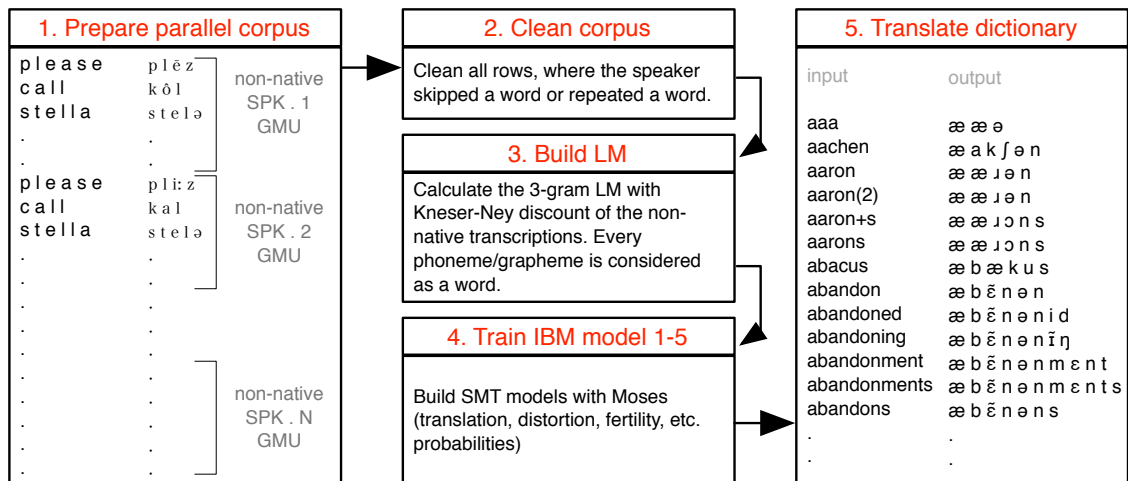 1. Prepare parallel corpus
please plēz
call kôl
stella stelə
. .
. .
non-native
SPK . 1
GMU
please pli:z
call kal
stella stelə
. .
. .
non-native
SPK . 2
GMU
. .
. .
. .
. .
. .
. .
. .
. .
non-native
SPK . N
GMU
2. Clean corpus
Clean all rows, where the speaker
skipped a word or repeated a word.
3. Build LM
Calculate the 3-gram LM with
Kneser-Ney discount of the non-
native transcriptions. Every
phoneme/grapheme is considered
as a word.
4. Train IBM model 1-5
Build SMT models with Moses
(translation, distortion, fertility, etc.
probabilities)
5. Translate dictionary
input output
aaa æ æ ə
aachen æ a k ʃ ə n
aaron æ æ ɹ ə n
aaron(2) æ æ ɹ ə n
aaron+s æ æ ɹ ɔ n s
aarons æ æ ɹ ɔ n s
abacus æ b æ k u s
abandon æ b ɛ̃ n ə n
abandoned æ b ɛ̃ n ə n i d
abandoning æ b ɛ̃ n ə n ɪ̃ ŋ
abandonment æ b ɛ̃ n ə n m ɛ n t
abandonments æ b ɛ̃ n ə n m ɛ n t s
abandons æ b ɛ̃ n ə n s
. .
. .